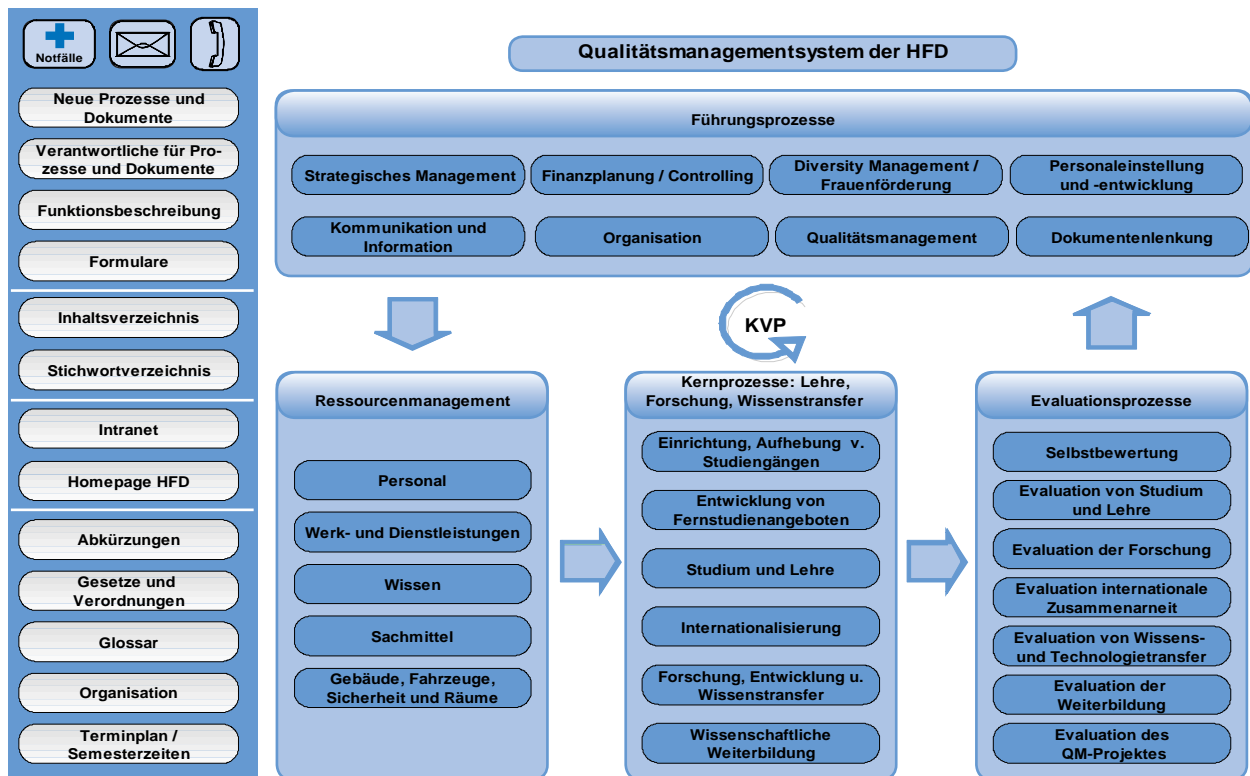 Notfälle
Neue Prozesse und
Dokumente
Verantwortliche für Pro-
zesse und Dokumente
Funktionsbeschreibung
Formulare
Inhaltsverzeichnis
Stichwortverzeichnis
Intranet
Homepage HFD
Abkürzungen
Gesetze und
Verordnungen
Glossar
Organisation
Terminplan /
Semesterzeiten
Qualitätsmanagementsystem der HFD
Führungsprozesse
Strategisches Management
Finanzplanung / Controlling
Diversity Management /
Frauenförderung
Personaleinstellung
und -entwicklung
Kommunikation und
Information
Organisation
Qualitätsmanagement
Dokumentenlenkung
KVP
Ressourcenmanagement
Personal
Werk- und Dienstleistungen
Wissen
Sachmittel
Gebäude, Fahrzeuge,
Sicherheit und Räume
Kernprozesse: Lehre,
Forschung, Wissenstransfer
Einrichtung, Aufhebung v.
Studiengängen
Entwicklung von
Fernstudienangeboten
Studium und Lehre
Internationalisierung
Forschung, Entwicklung u.
Wissenstransfer
Wissenschaftliche
Weiterbildung
Evaluationsprozesse
Selbstbewertung
Evaluation von Studium
und Lehre
Evaluation der Forschung
Evaluation internationale
Zusammenarneit
Evaluation von Wissens-
und Technologietransfer
Evaluation der
Weiterbildung
Evaluation des
QM-Projektes